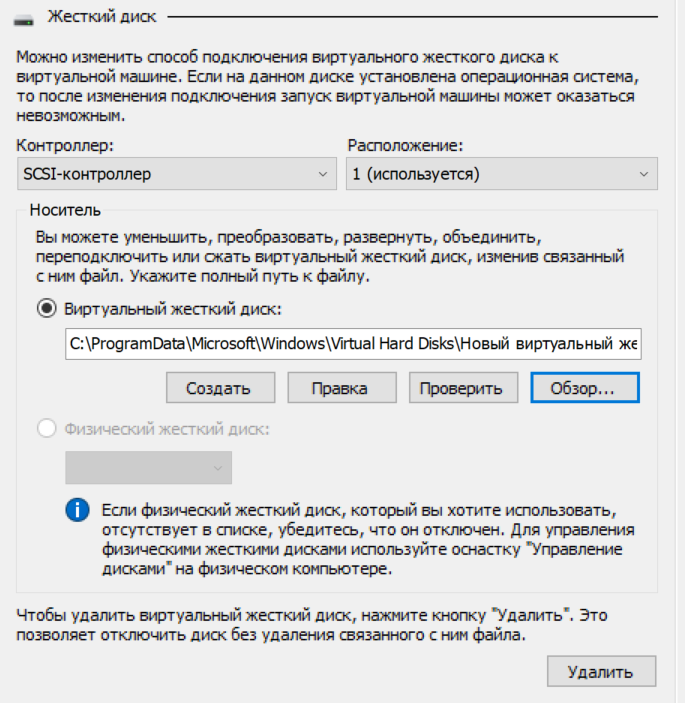 Жесткий диск
Можно изменить способ подключения виртуального жесткого диска к
виртуальной машине. Если на данном диске установлена операционная система,
то после изменения подключения запуск виртуальной машины может оказаться
невозможным.
Контроллер: Расположение:
SCSI-контроллер 1 (используется)
Носитель
Вы можете уменьшить, преобразовать, развернуть, объединить,
переподключить или сжать виртуальный жесткий диск, изменив связанный
с ним файл. Укажите полный путь к файлу.
Виртуальный жесткий диск:
C:\ProgramData\Microsoft\Windows\Virtual Hard Disks\Новый виртуальный же
Создать Правка Проверить Обзор...
Физический жесткий диск:
Если физический жесткий диск, который вы хотите использовать,
отсутствует в списке, убедитесь, что он отключен. Для управления
физическими жесткими дисками используйте оснастку "Управление
дисками" на физическом компьютере.
Чтобы удалить виртуальный жесткий диск, нажмите кнопку "Удалить". Это
позволяет отключить диск без удаления связанного с ним файла.
Удалить